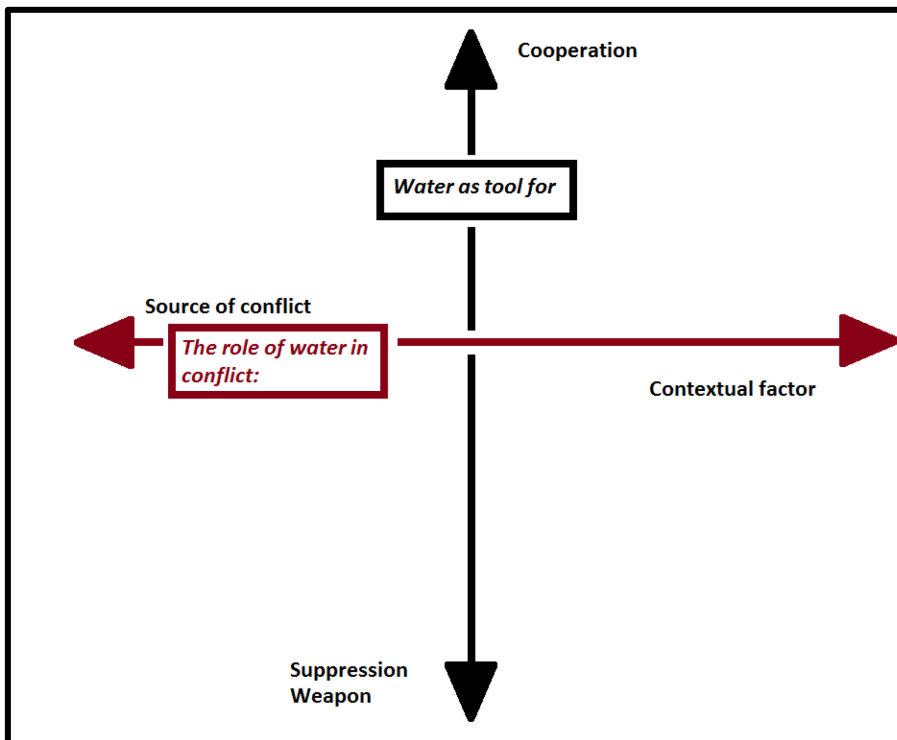 Cooperation
Water as tool for
Source of conflict
The role of water in
conflict:
Contextual factor
Suppression
Weapon